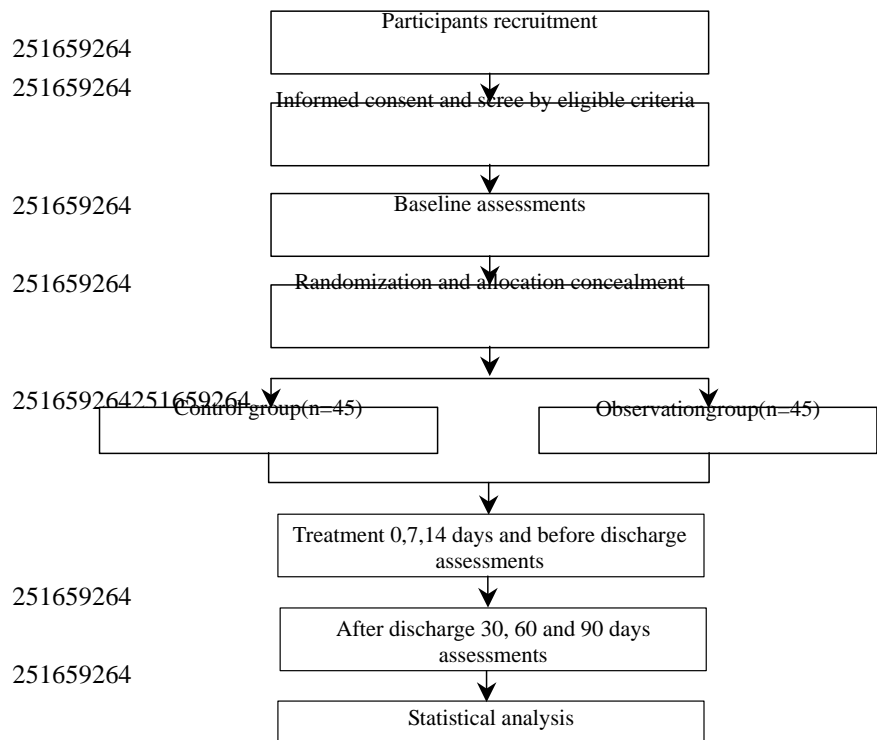 Participants recruitment
251659264
251659264
Informed consent and scree by eligible criteria
251659264
Baseline assessments
251659264
Randomization and allocation concealment
251659264251659264
Control group(n=45)
Observationgroup(n=45)
Treatment 0,7,14 days and before discharge
assessments
251659264
After discharge 30, 60 and 90 days
assessments
251659264
Statistical analysis